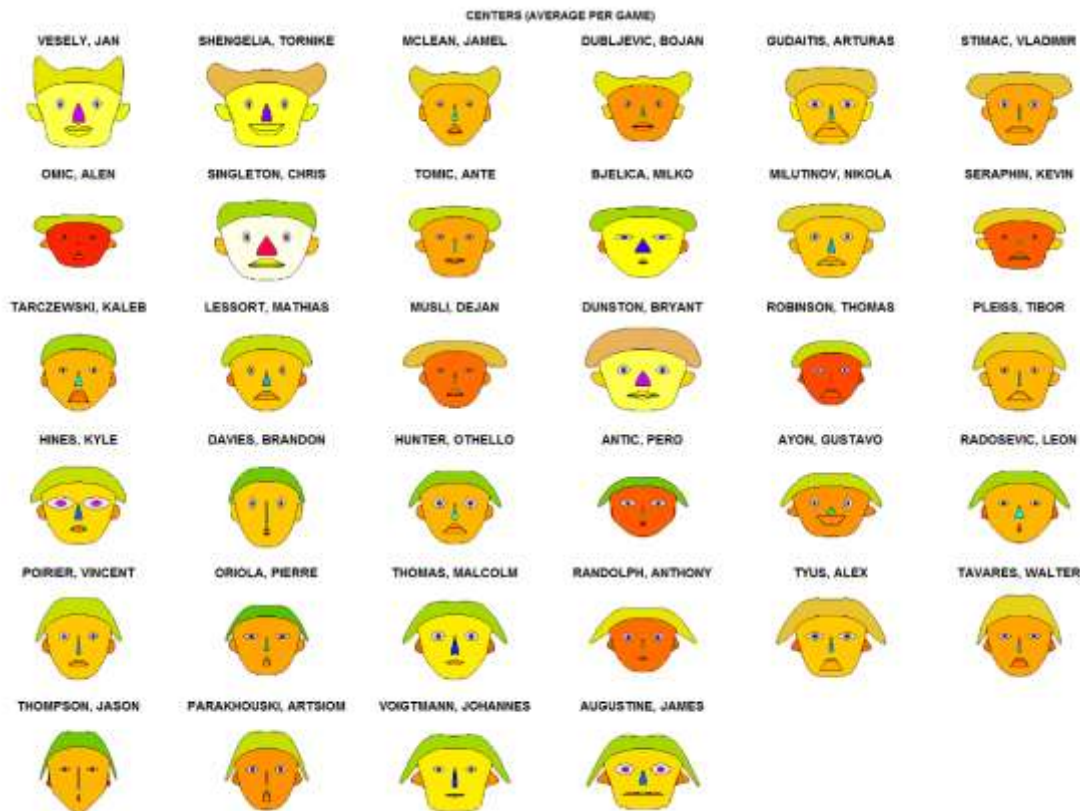 CENTERS (AVERAGE PER GAME)
VESELY, JAN SHENGELIA, TORNIKE MCLEAN, JAMEL DUBLJEVIC, BOJAN GUDAITIS, ARTURAS STIMAC, VLADIMIR
OMIC, ALEN SINGLETON, CHRIS TOMIC, ANTE BJELICA, MILKO MILUTINOV, NIKOLA SERAPHIN, KEVIN
TARCZEWSKI, KALEB LESSORT, MATHIAS MUSLI, DEJAN DUNSTON, BRYANT ROBINSON, THOMAS PLEISS, TIBOR
HINES, KYLE DAVIES, BRANDON HUNTER, OTHELLO ANTIC, PERO AYON, GUSTAVO RADOSEVIC, LEON
POIRIER, VINCENT ORIOLA, PIERRE THOMAS, MALCOLM RANDOLPH, ANTHONY TYUS, ALEX TAVARES, WALTER
THOMPSON, JASON PARAKHOUSKI, ARTSIOM VOIGTMANN, JOHANNES AUGUSTINE, JAMES